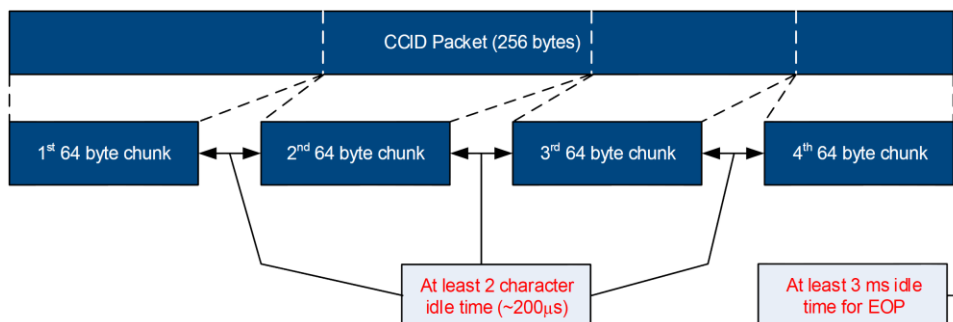 CCID Packet (256 bytes)
1st 64 byte chunk
2nd 64 byte chunk
3rd 64 byte chunk
4th 64 byte chunk
At least 2 character
idle time (~200μs)
At least 3 ms idle
time for EOP